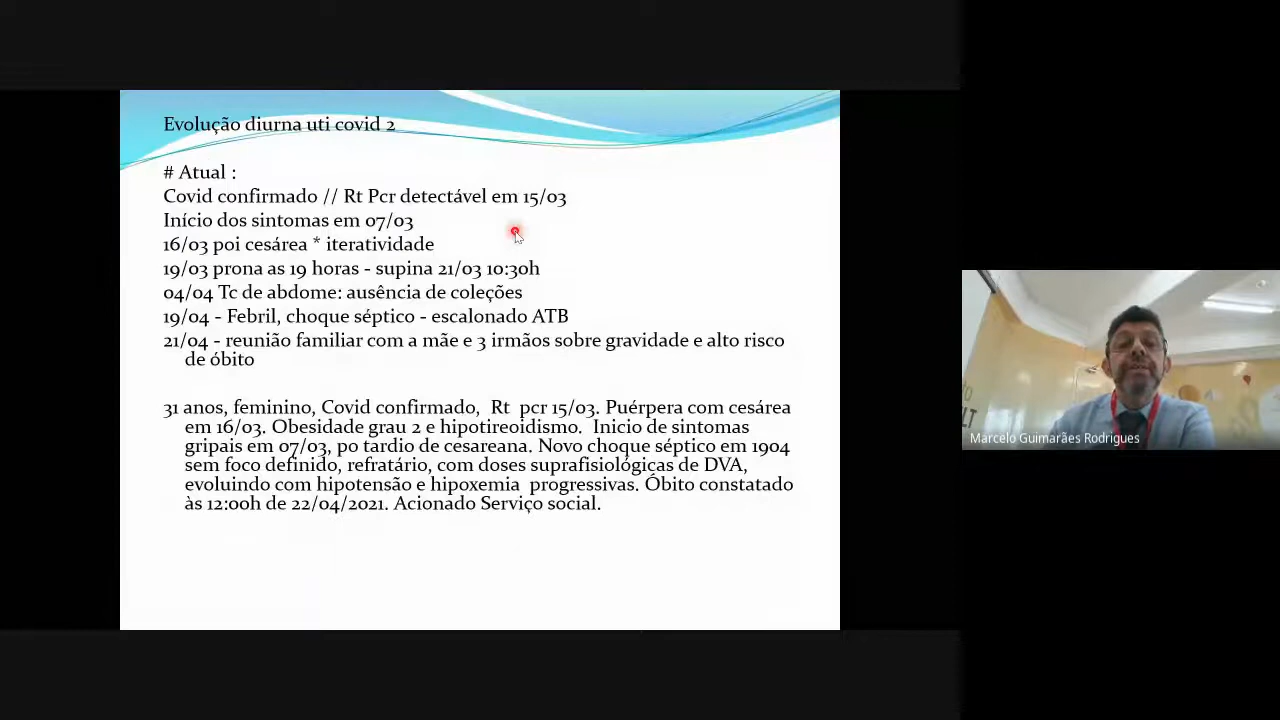 Evolução diurna uti covid 2
# Atual :
Covid confirmado // Rt Pcr detectável em 15/03
Início dos sintomas em 07/03
16/03 poi cesárea * iteratividade
19/03 prona as 19 horas - supina 21/03 10:30h
04/04 Tc de abdome: ausência de coleções
19/04 - Febril, choque séptico - escalonado ATB
21/04 - reunião familiar com a mãe e 3 irmãos sobre gravidade e alto risco
de óbito
31 anos, feminino, Covid confirmado, Rt pcr 15/03. Puérpera com cesárea
em 16/03. Obesidade grau 2 e hipotireoidismo. Inicio de sintomas
gripais em 07/03, po tardio de cesareana. Novo choque séptico em 1904
sem foco definido, refratário, com doses suprafisiológicas de DVA,
evoluindo com hipotensão e hipoxemia progressivas. Óbito constatado
às 12:00h de 22/04/2021. Acionado Serviço social.
Marcelo Guimarães Rodrigues